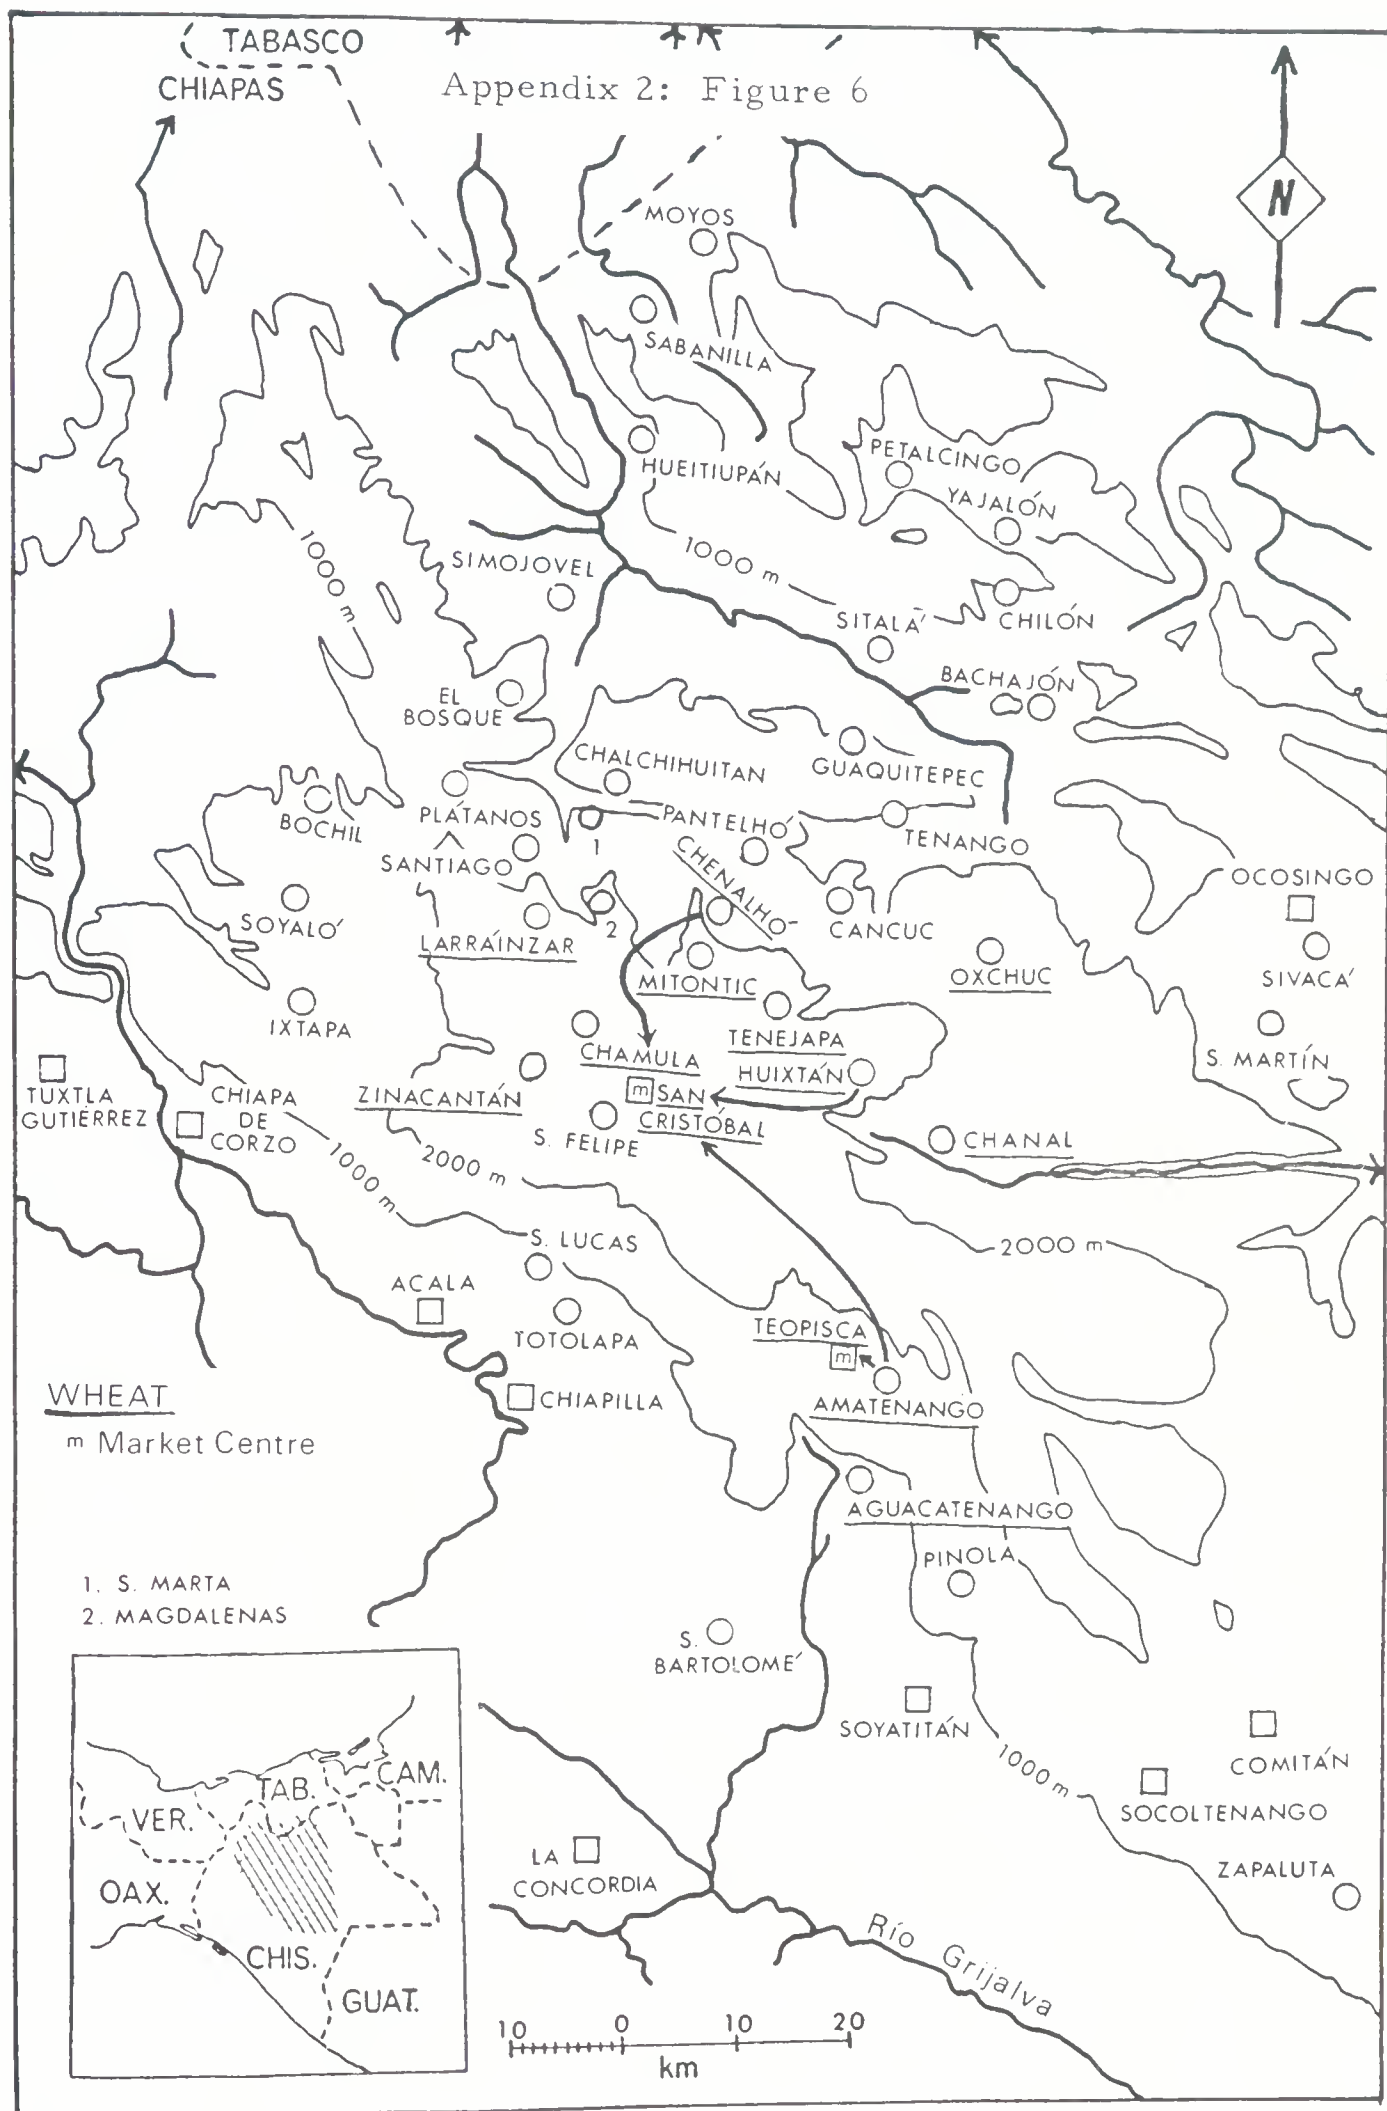 TABASCO
CHIAPAS
Appendix 2: Figure 6
N
MOYOS
SABANILLA
HUEITIUPÁN
PETALCINGO
YAJALÓN
1000 m
1000 m
SIMOJOVEL
SITALÁ
CHILÓN
BACHAJÓN
EL
BOSQUE
CHALCHIHUITAN
GUAQUITEPEC
BOCHIL
PLÁTANOS
1
PANTELHÓ
TENANGO
SANTIAGO
CHENALHÓ
OCOSINGO
SOYALÓ
LARRAÍNZAR
2
CANCUC
MITONTIC
OXCHUC
SIVACÁ
IXTAPA
TENEJAPA
CHAMULA
S. MARTÍN
HUIXTÁN
TUXTLA
GUTIÉRREZ
CHIAPA
DE
CORZO
ZINACANTÁN
m SAN
CRISTÓBAL
S. FELIPE
CHANAL
1000 m
2000 m
2000 m
S. LUCAS
ACALA
TOTOLAPA
TEOPISCA
m
CHIAPILLA
AMATENANGO
WHEAT
m Market Centre
AGUACATENANGO
PINOLA
1. S. MARTA
2. MAGDALENAS
S.
BARTOLOMÉ
SOYATITÁN
1000 m
COMITÁN
SOCOLTENANGO
ZAPALUTA
LA
CONCORDIA
Río Grijalva
TAB.
CAM.
VER.
OAX.
CHIS.
GUAT.
10 0 10 20
km